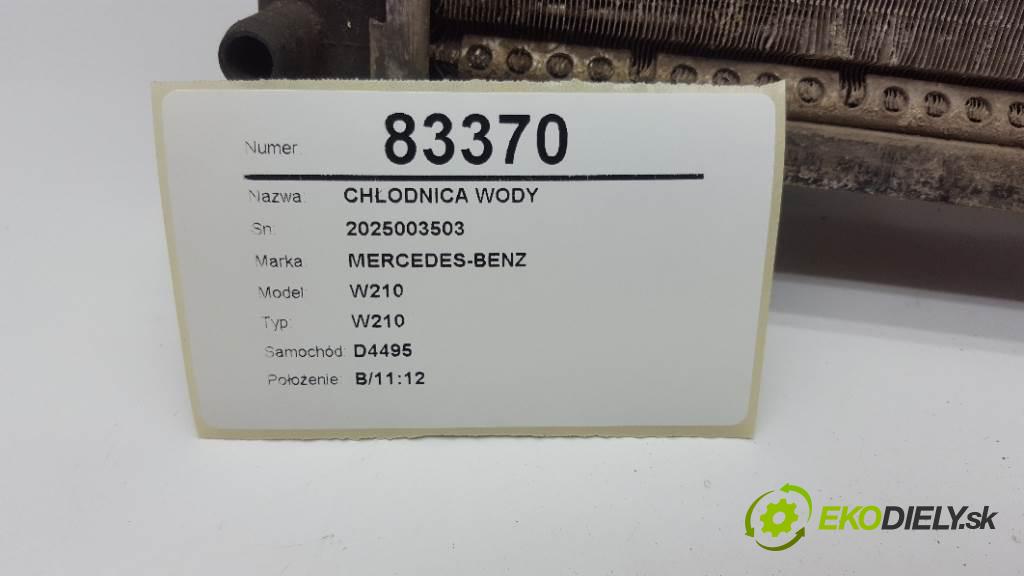 Numer: 83370
Nazwa: CHŁODNICA WODY
Sn: 2025003503
Marka: MERCEDES-BENZ
Model: W210
Typ: W210
Samochód: D4495
Położenie: B/11:12
EKODIELY.sk